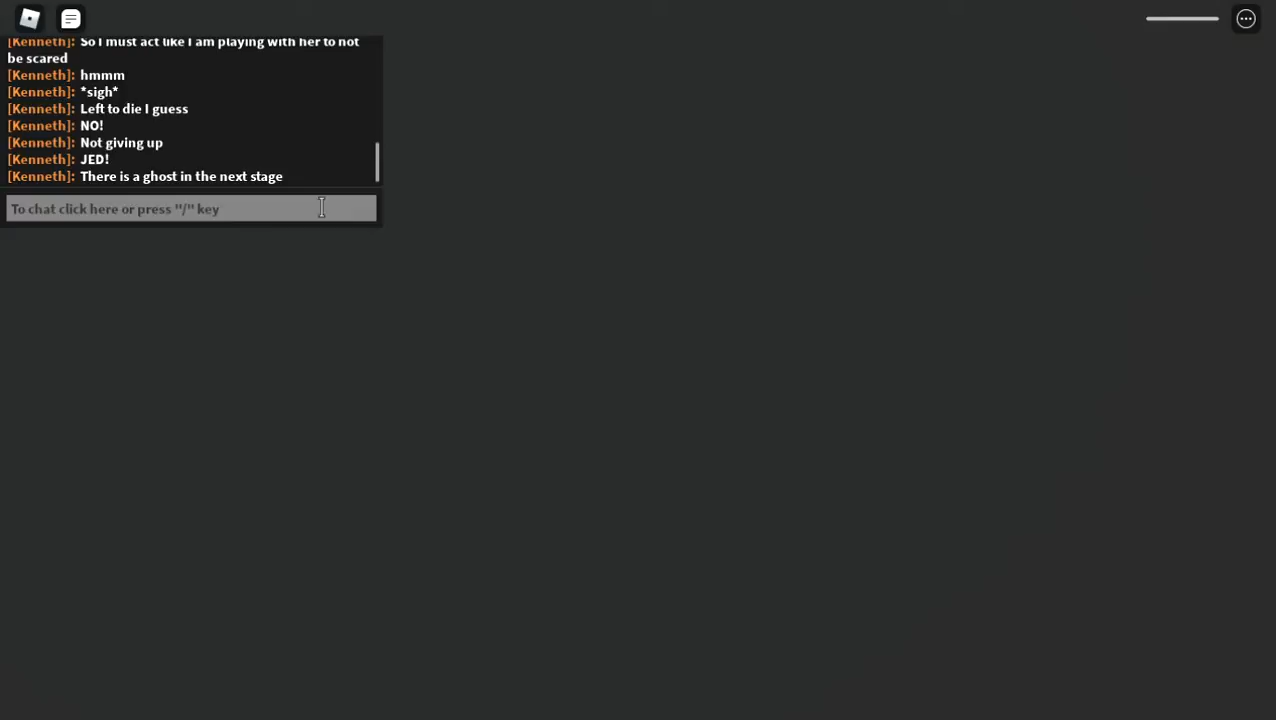 [Kenneth]: So I must act like I am playing with her to not
be scared
[Kenneth]: hmmm
[Kenneth]: *sigh*
[Kenneth]: Left to die I guess
[Kenneth]: NO!
[Kenneth]: Not giving up
[Kenneth]: JED!
[Kenneth]: There is a ghost in the next stage
To chat click here or press "/" key